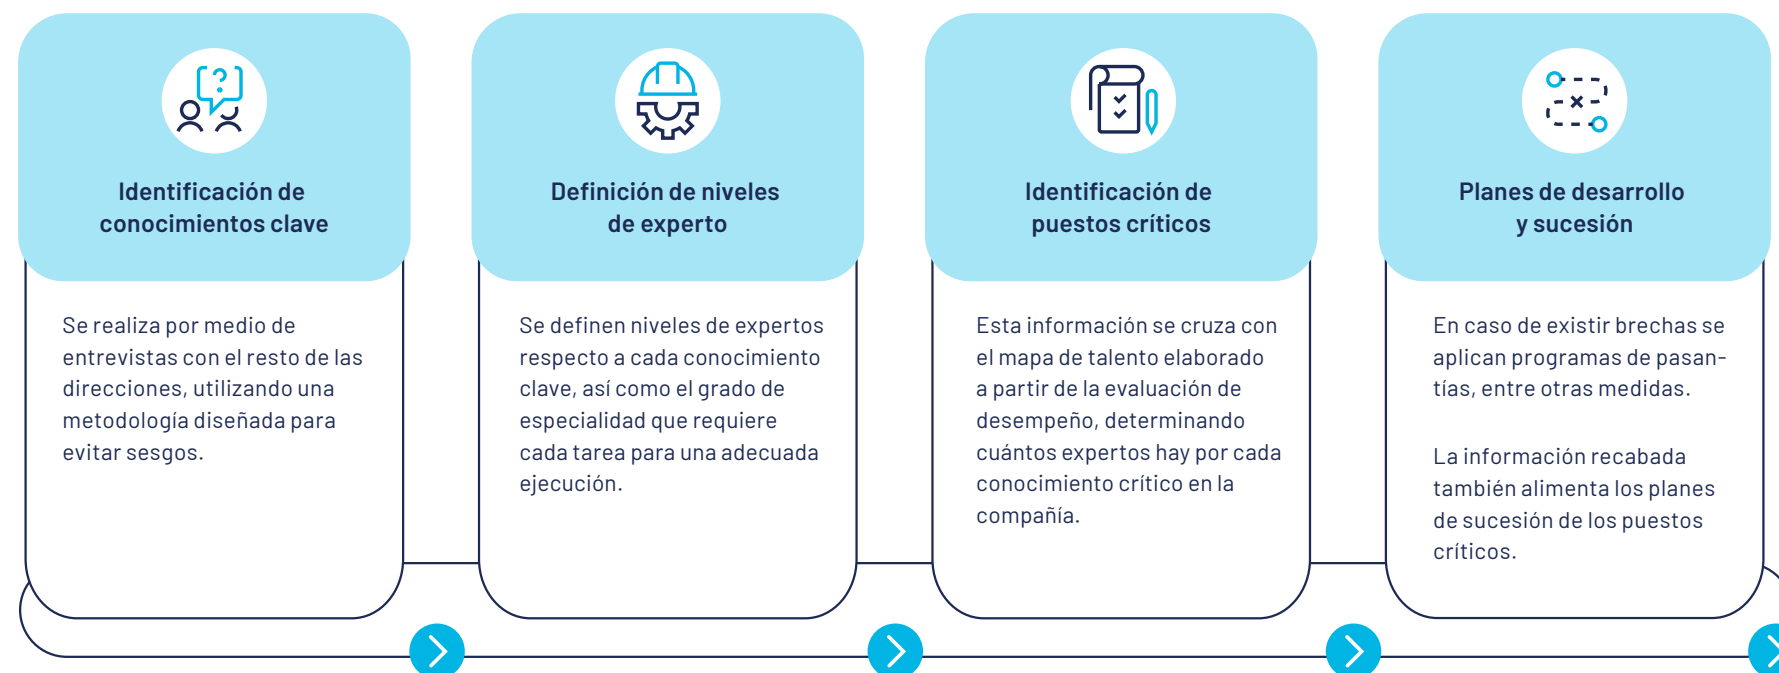 Identificación de
conocimientos clave
Se realiza por medio de
entrevistas con el resto de las
direcciones, utilizando una
metodología diseñada para
evitar sesgos.
Definición de niveles
de experto
Se definen niveles de expertos
respecto a cada conocimiento
clave, así como el grado de
especialidad que requiere
cada tarea para una adecuada
ejecución.
Identificación de
puestos críticos
Esta información se cruza con
el mapa de talento elaborado
a partir de la evaluación de
desempeño, determinando
cuántos expertos hay por cada
conocimiento crítico en la
compañía.
Planes de desarrollo
y sucesión
En caso de existir brechas se
aplican programas de pasan-
tías, entre otras medidas.
La información recabada
también alimenta los planes
de sucesión de los puestos
críticos.